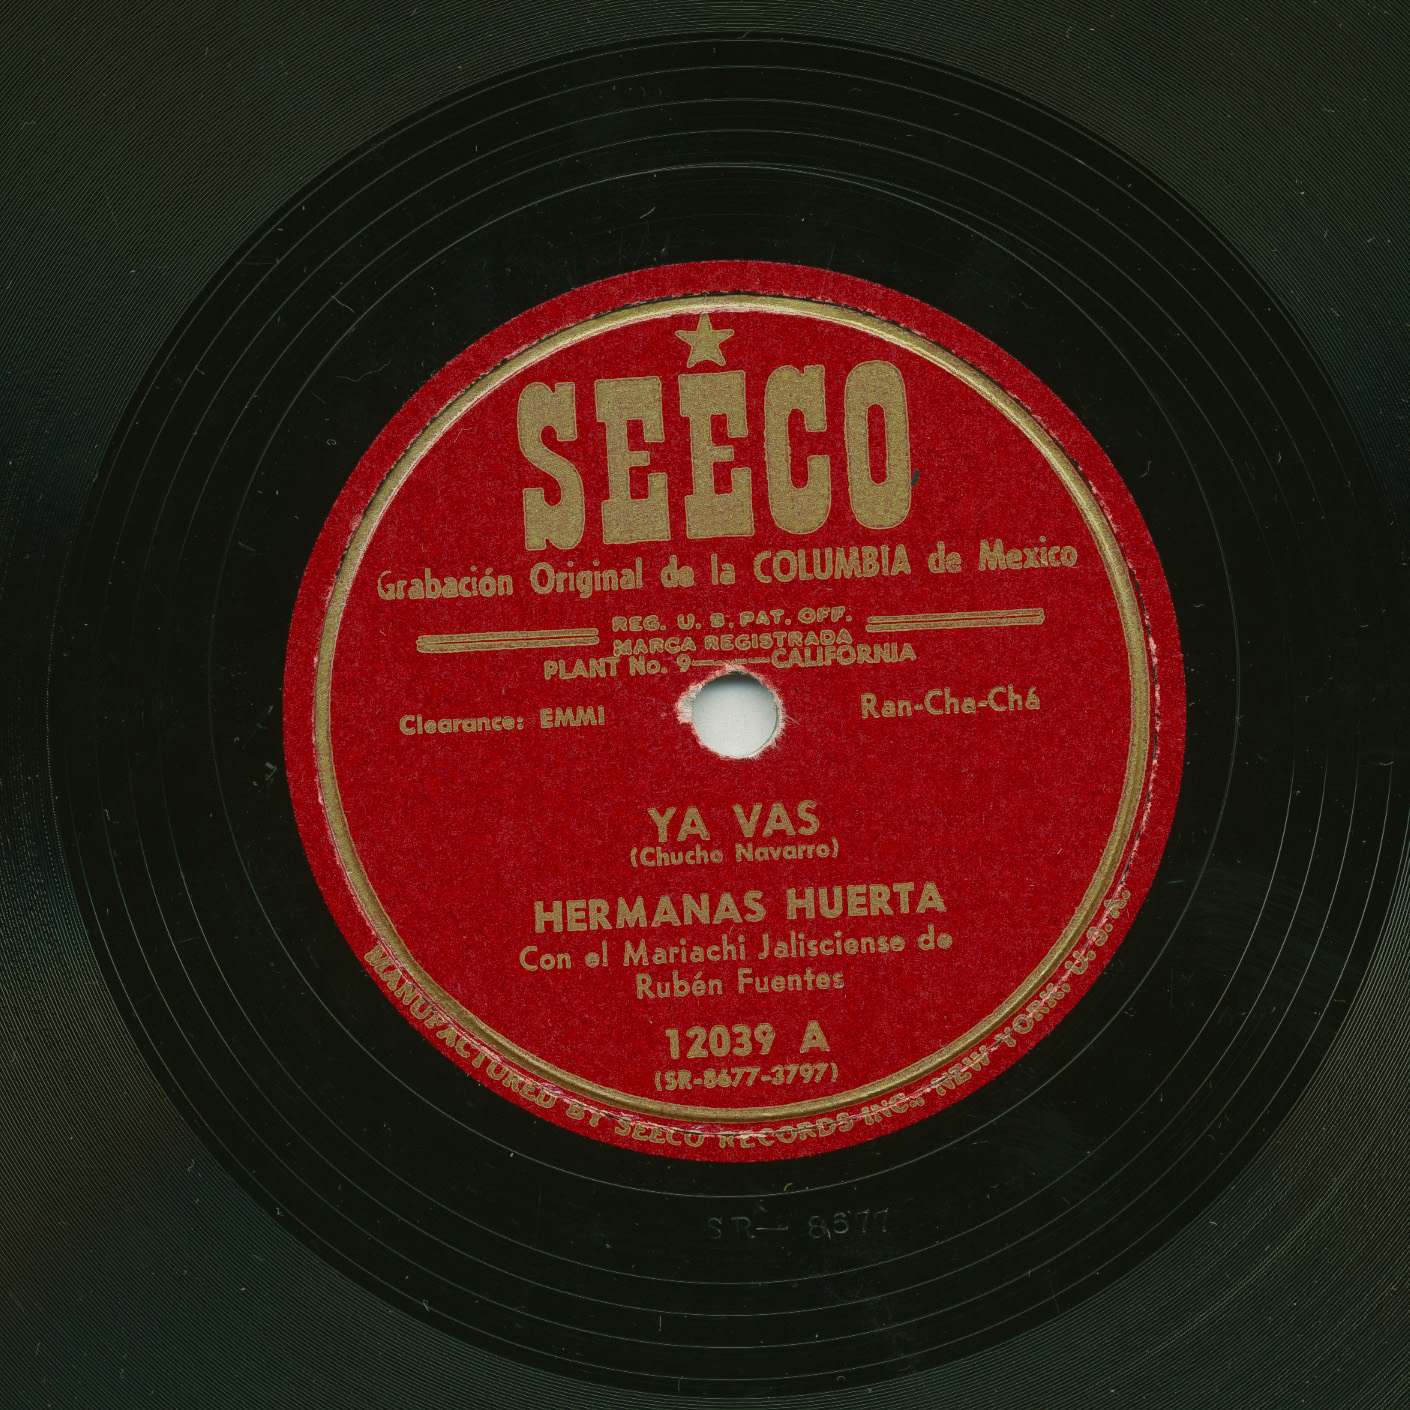 SEECO
Grabación Original de la COLUMBIA de Mexico
REG. U. S. PAT. OFF.
MARCA REGISTRADA
PLANT No. 9——CALIFORNIA
Clearance: EMMI
Ran-Cha-Chá
YA VAS
(Chucho Navarro)
HERMANAS HUERTA
Con el Mariachi Jalisciense de
Rubén Fuentes
12039 A
(SR-8677-3797)
MANUFACTURED BY SEECO RECORDS INC., NEW-YORK, U. S. A.
SR— 8677